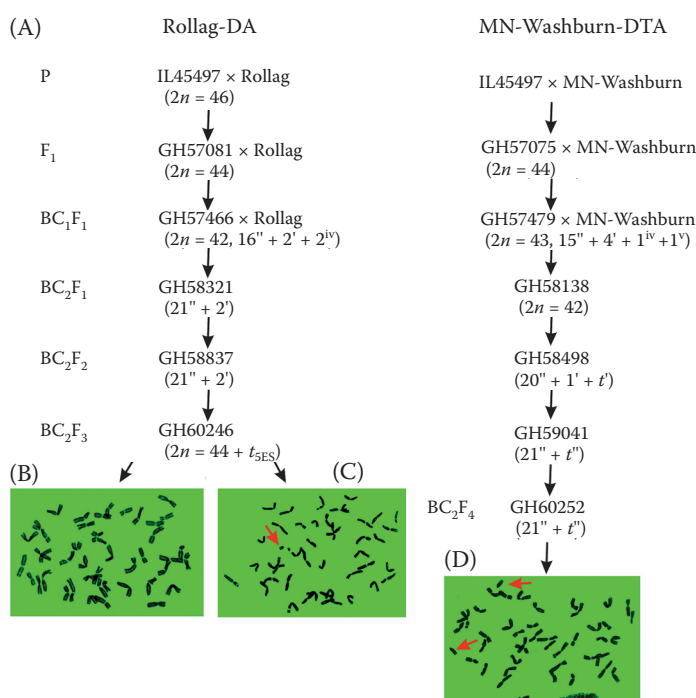 (A)
Rollag-DA
MN-Washburn-DTA
P
IL45497 × Rollag
(2n = 46)
IL45497 × MN-Washburn
F₁
GH57081 × Rollag
(2n = 44)
GH57075 × MN-Washburn
(2n = 44)
BC₁F₁
GH57466 × Rollag
(2n = 42, 16" + 2' + 2ⁱᵛ)
GH57479 × MN-Washburn
(2n = 43, 15" + 4' + 1ⁱᵛ +1ᵛ)
BC₂F₁
GH58321
(21" + 2')
GH58138
(2n = 42)
BC₂F₂
GH58837
(21" + 2')
GH58498
(20" + 1' + t')
BC₂F₃
GH60246
(2n = 44 + t₅ES)
GH59041
(21" + t")
(B)
(C)
BC₂F₄
GH60252
(21" + t")
(D)